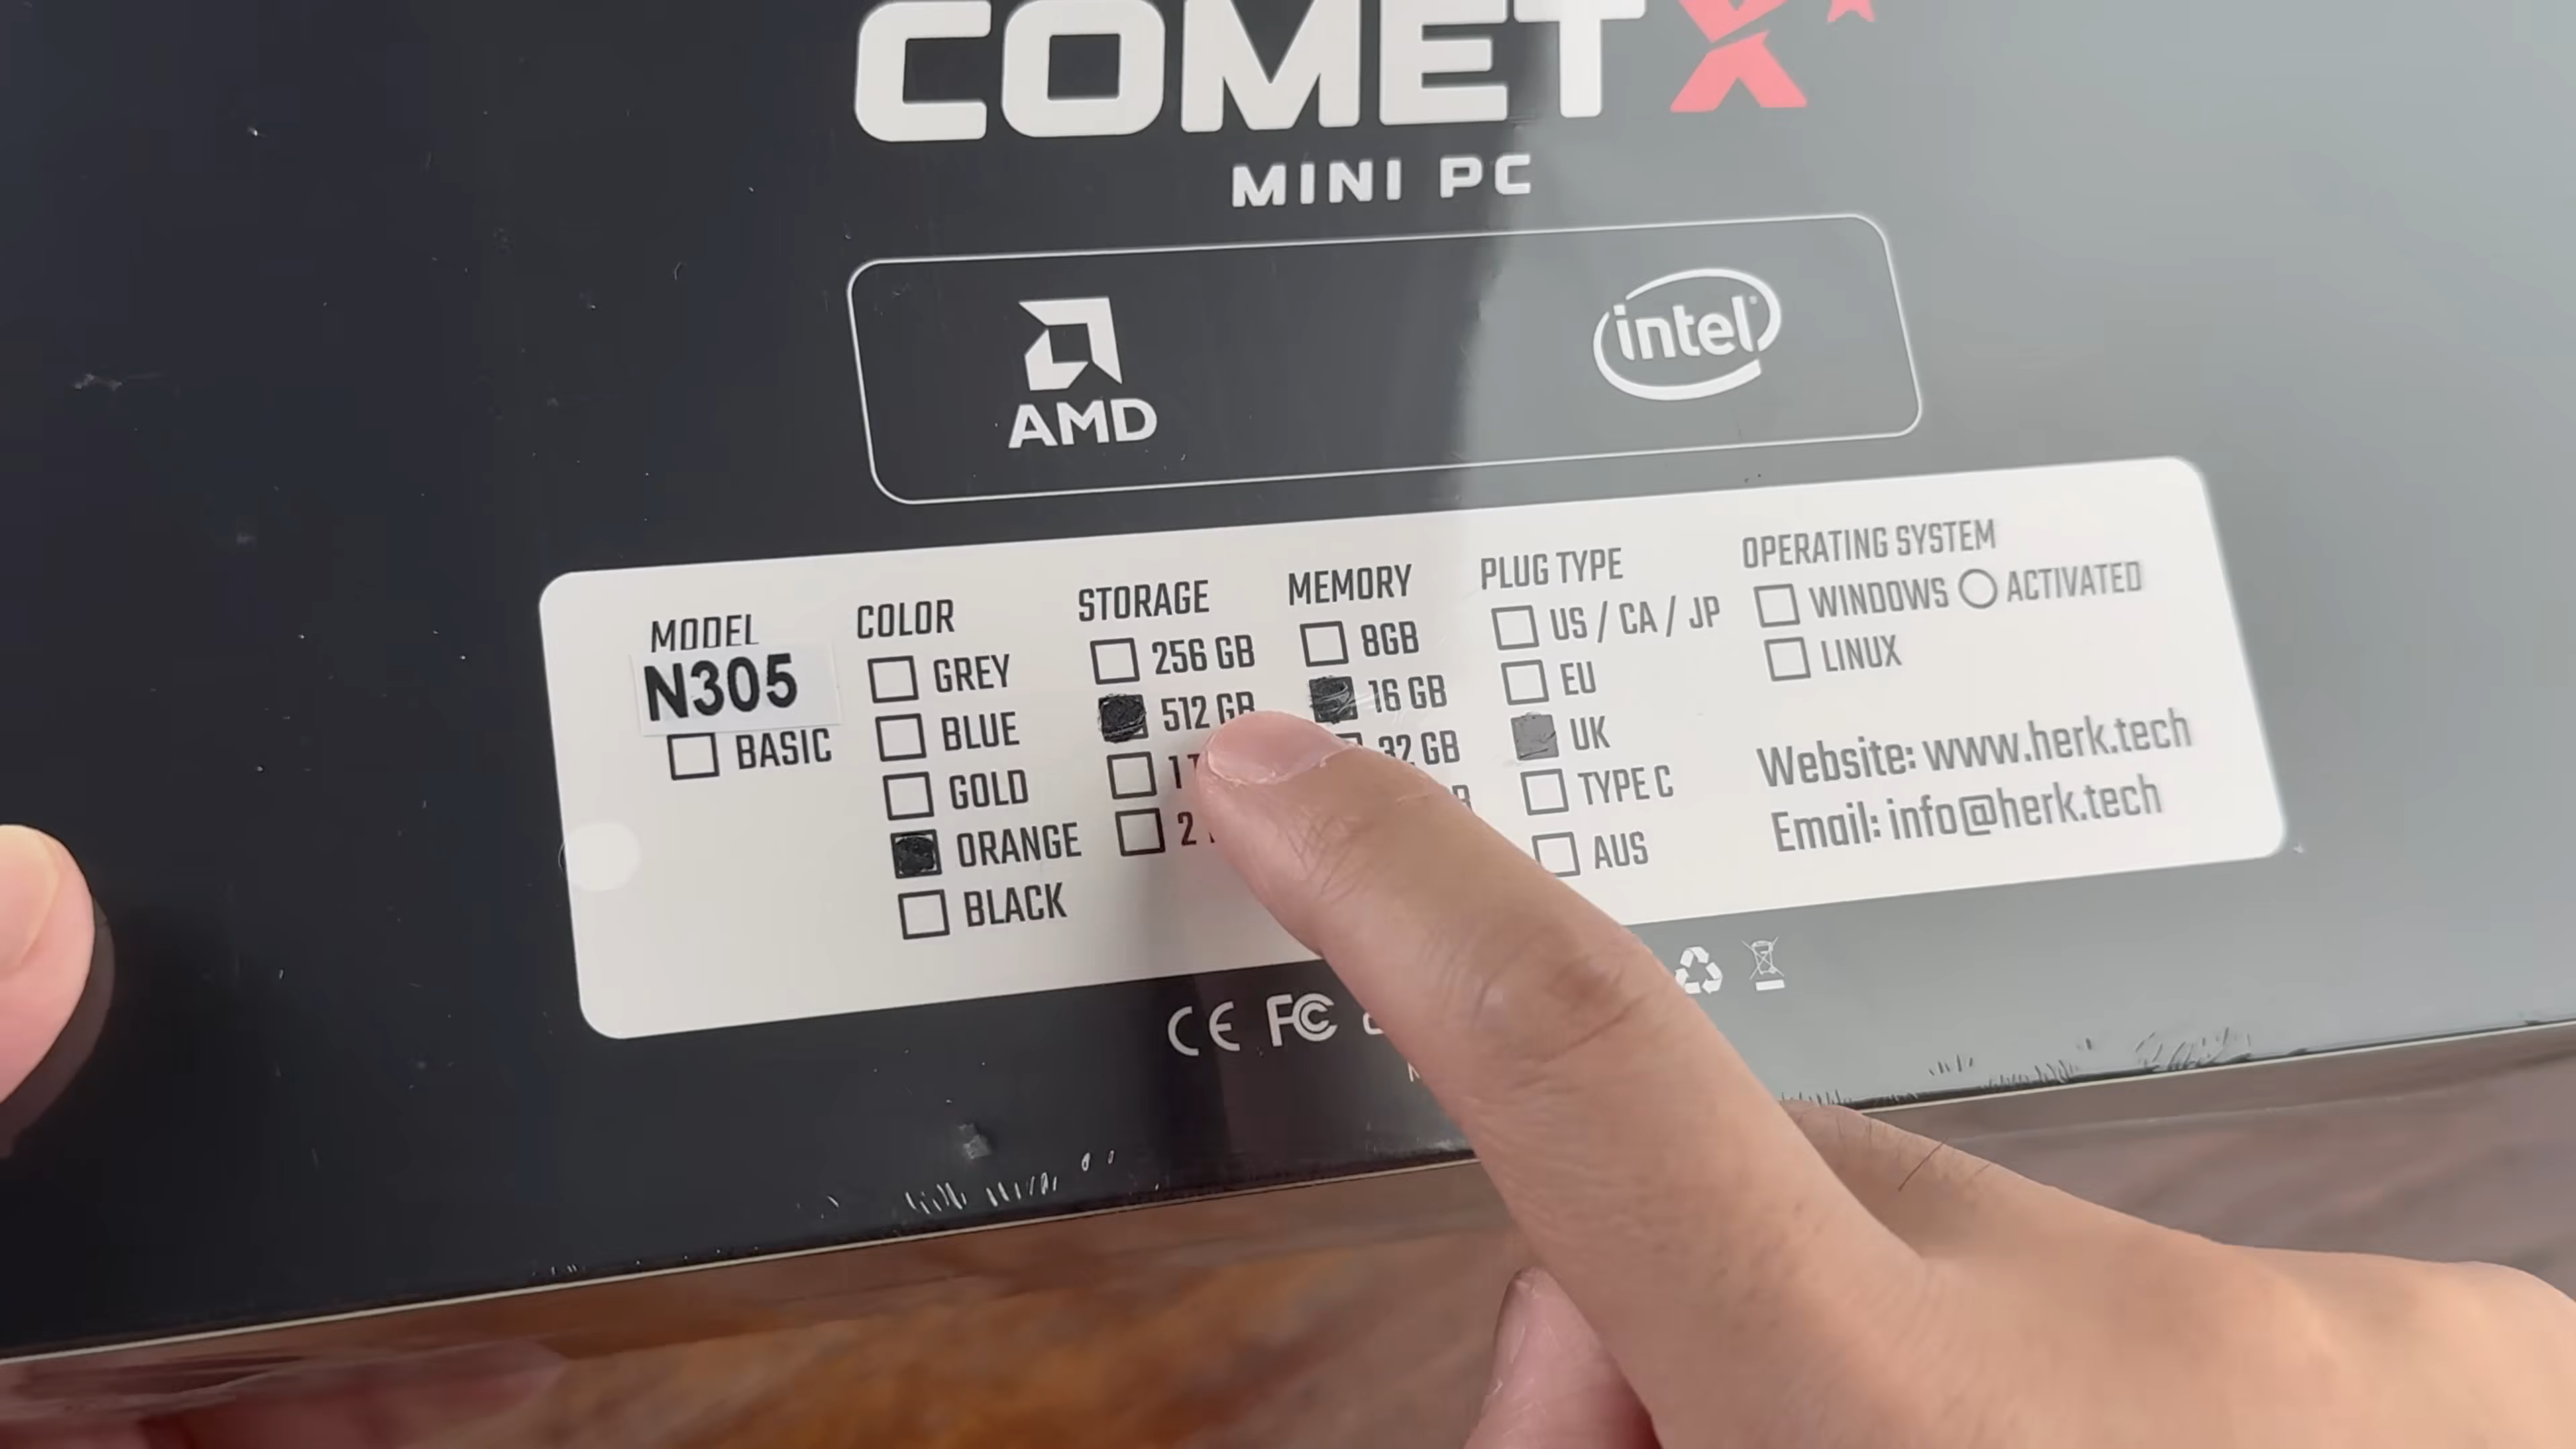 COMET X
MINI PC
AMD
intel
MODEL
N305
BASIC
COLOR
GREY
BLUE
GOLD
ORANGE
BLACK
STORAGE
256 GB
512 GB
MEMORY
8GB
16 GB
32 GB
PLUG TYPE
US / CA / JP
EU
UK
TYPE C
AUS
OPERATING SYSTEM
WINDOWS ACTIVATED
LINUX
Website: www.herk.tech
Email: info@herk.tech
CE FC